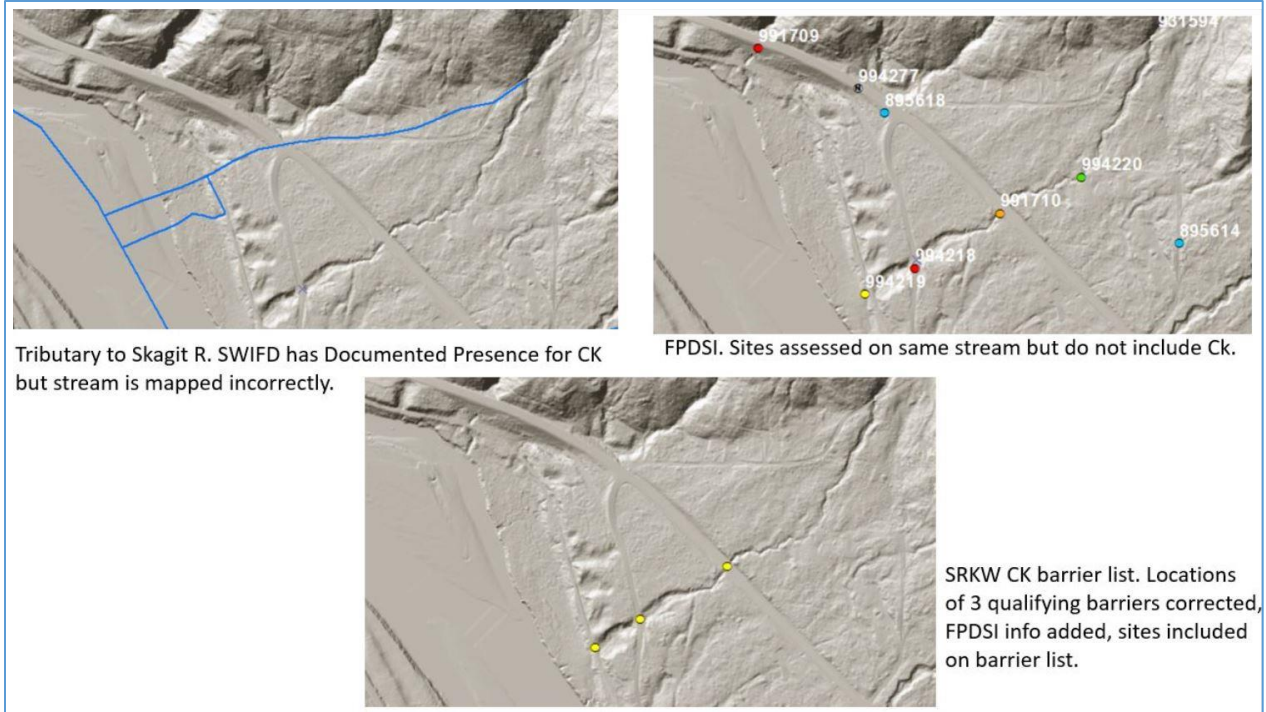 931594
991709
994277
895618
994220
991710
895614
994218
994219
Tributary to Skagit R. SWIFD has Documented Presence for CK
but stream is mapped incorrectly.
FPDSI. Sites assessed on same stream but do not include Ck.
SRKW CK barrier list. Locations
of 3 qualifying barriers corrected,
FPDSI info added, sites included
on barrier list.